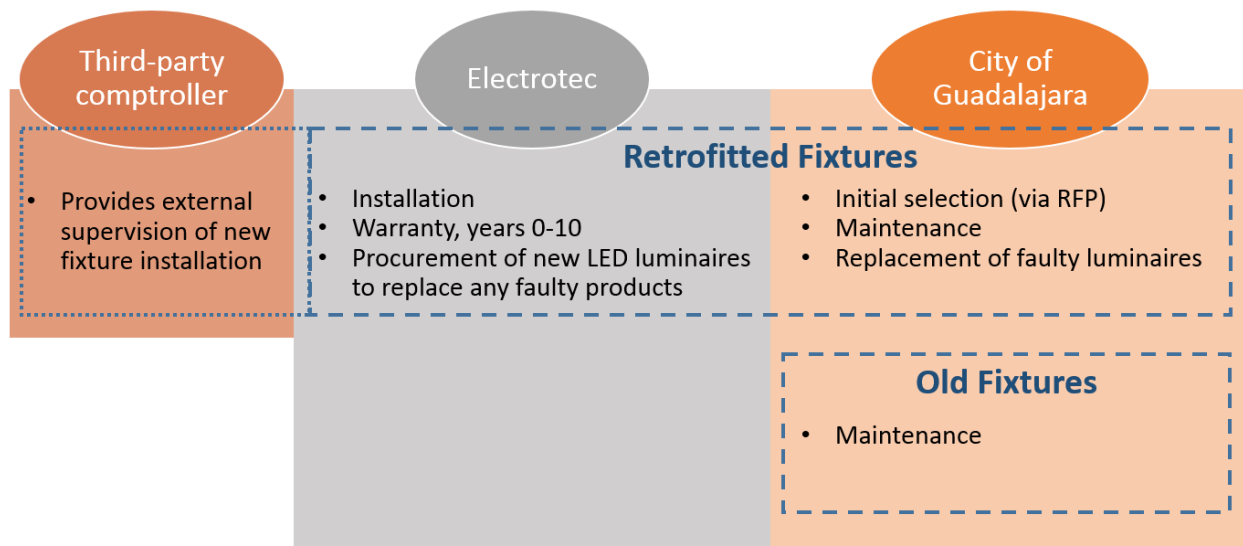 Third-party
comptroller
Electrotec
City of
Guadalajara
Retrofitted Fixtures
• Provides external
supervision of new
fixture installation
• Installation
• Warranty, years 0-10
• Procurement of new LED luminaires
to replace any faulty products
• Initial selection (via RFP)
• Maintenance
• Replacement of faulty luminaires
Old Fixtures
• Maintenance